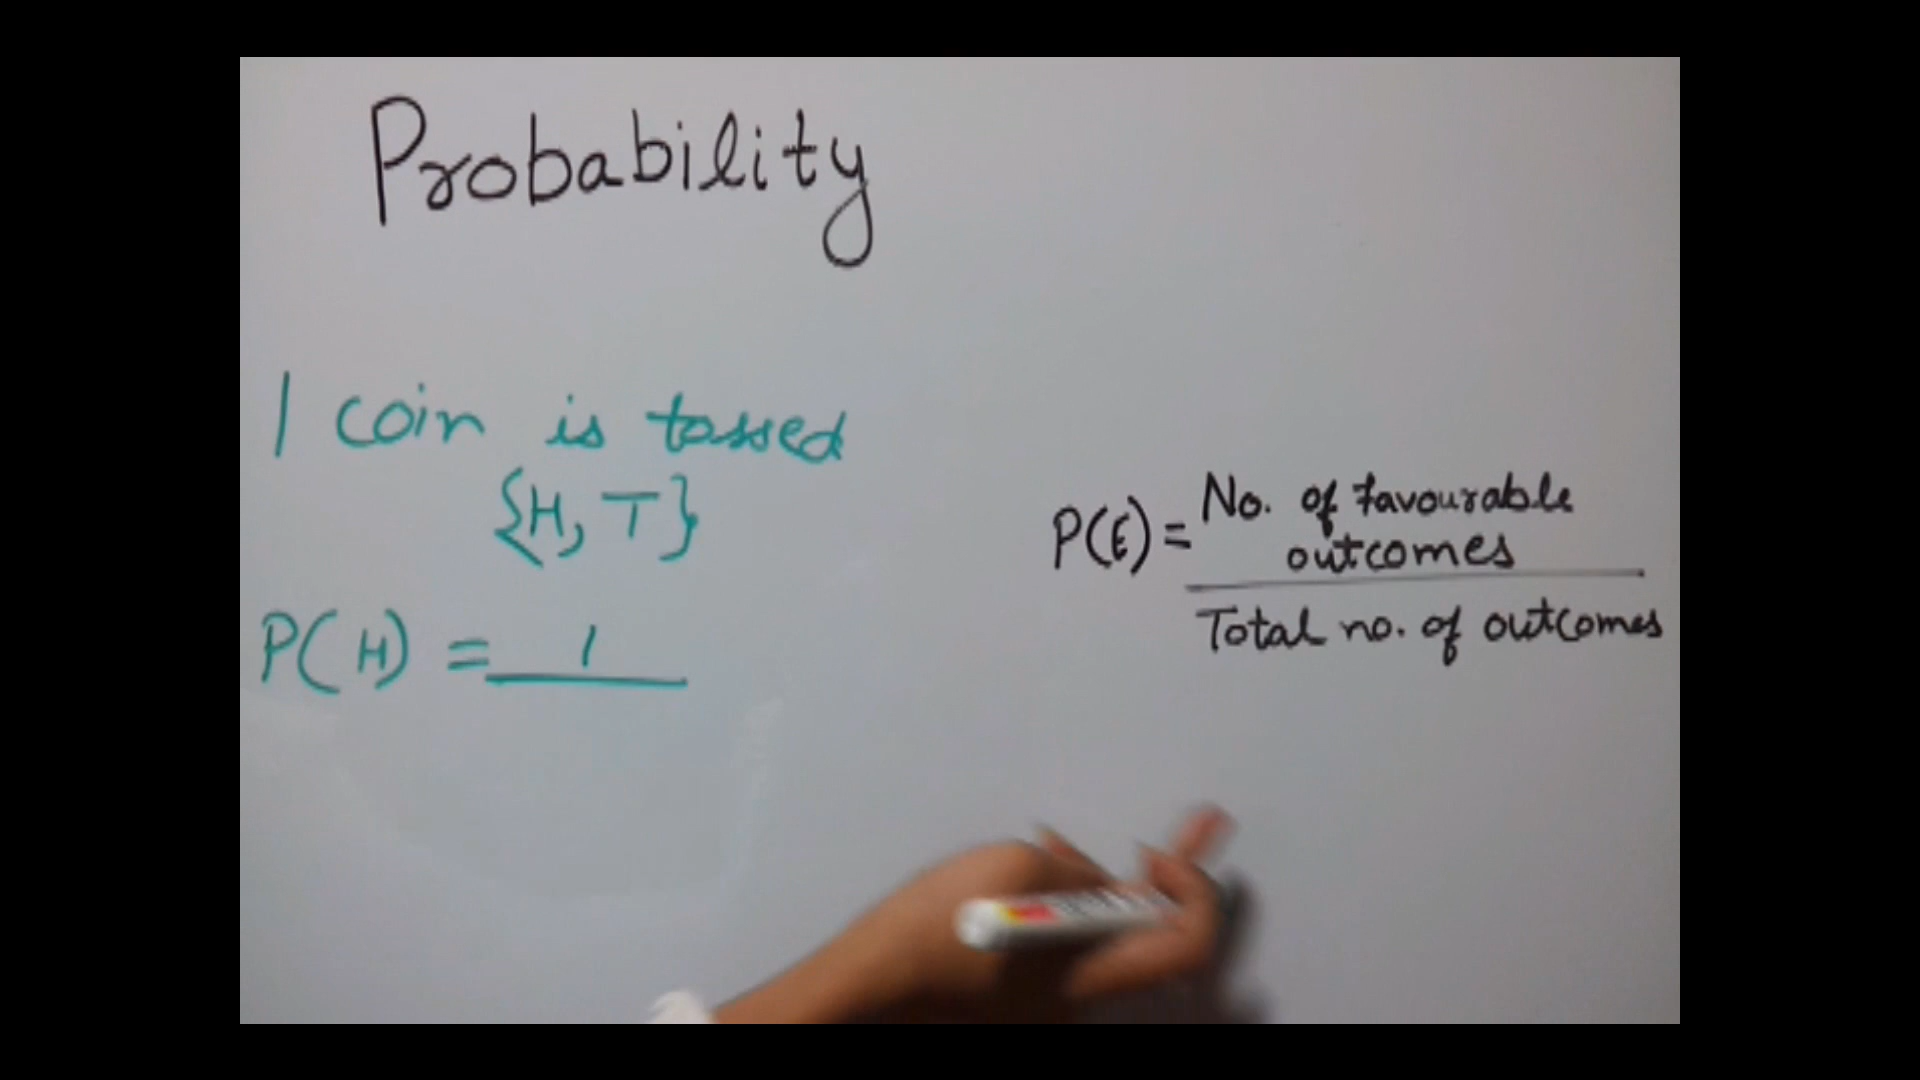 Probability
1 coin is tossed
{H, T}
P(H) = 1
P(E) = No. of favourable
outcomes
Total no. of outcomes